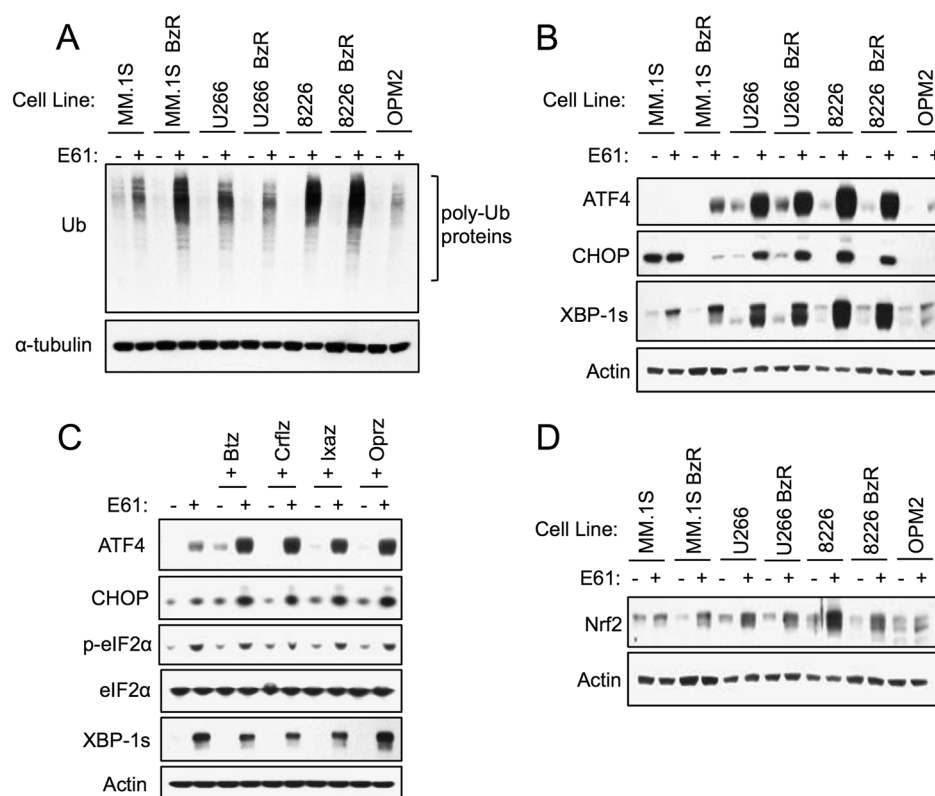 A
Cell Line: MM.1S MM.1S BzR U266 U266 BzR 8226 8226 BzR OPM2
E61: - + - + - + - + - + - + - +
Ub
poly-Ub
proteins
α-tubulin
B
Cell Line: MM.1S MM.1S BzR U266 U266 BzR 8226 8226 BzR OPM2
E61: - + - + - + - + - + - + - +
ATF4
CHOP
XBP-1s
Actin
C
+ Btz + Crflz + Ixaz + Oprz
E61: - + - + - + - + - +
ATF4
CHOP
p-eIF2α
eIF2α
XBP-1s
Actin
D
Cell Line: MM.1S MM.1S BzR U266 U266 BzR 8226 8226 BzR OPM2
E61: - + - + - + - + - + - + - +
Nrf2
Actin